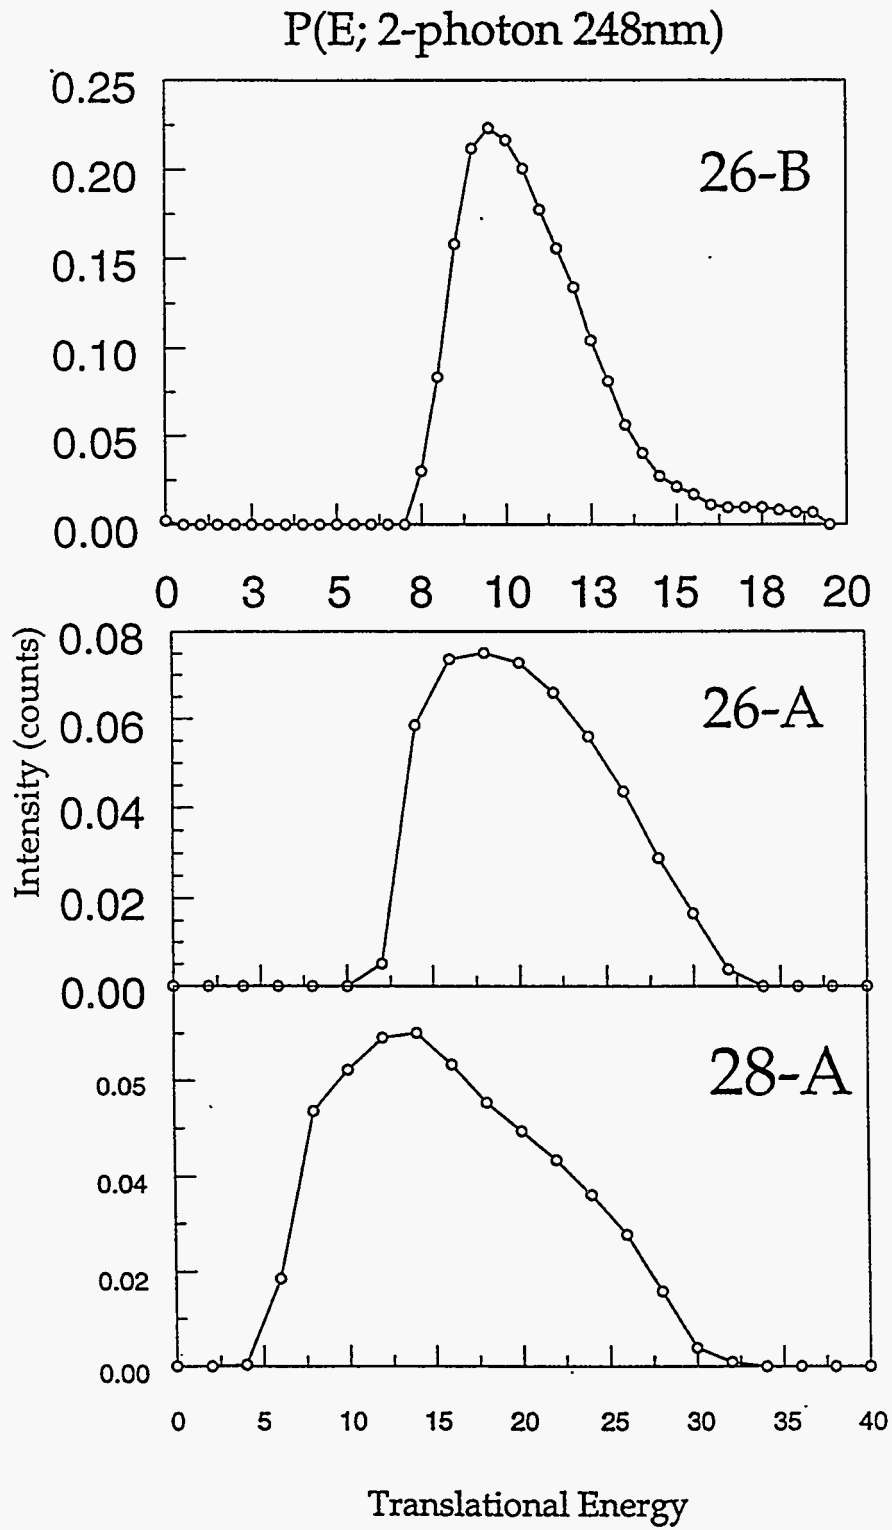 P(E; 2-photon 248nm)
0.25
0.20
0.15
0.10
0.05
0.00
26-B
0 3 5 8 10 13 15 18 20
Intensity (counts)
0.08
0.06
0.04
0.02
0.00
26-A
0.05
0.04
0.02
0.00
28-A
0 5 10 15 20 25 30 35 40
Translational Energy